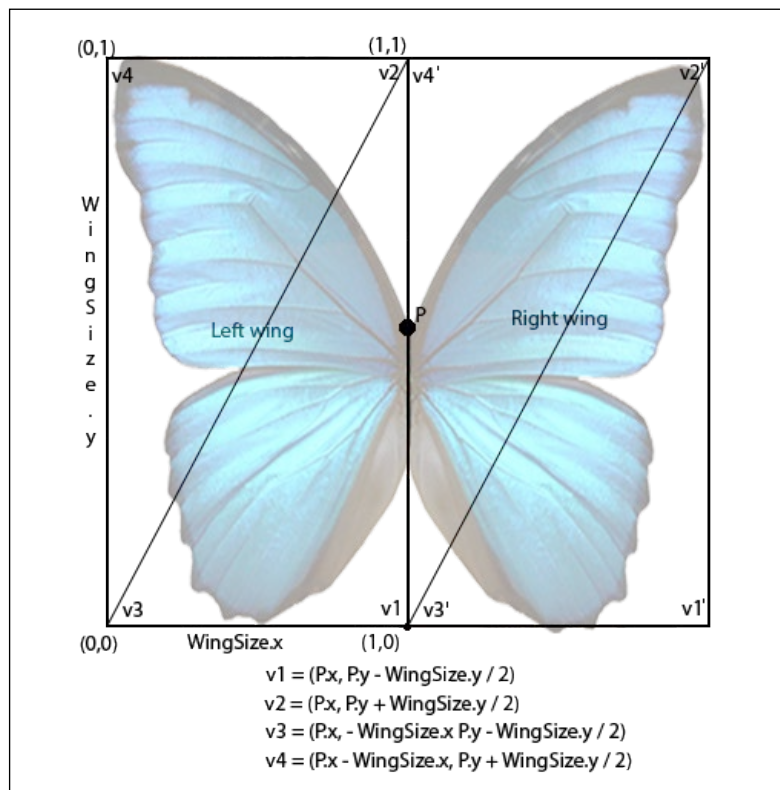 (0,1) (1,1)
v4 v2 v4' v2'
WingSize.y
P
Left wing Right wing
v3 v1 v3' v1'
(0,0) WingSize.x (1,0)
v1 = (P.x, P.y - WingSize.y / 2)
v2 = (P.x, P.y + WingSize.y / 2)
v3 = (P.x, - WingSize.x P.y - WingSize.y / 2)
v4 = (P.x - WingSize.x, P.y + WingSize.y / 2)